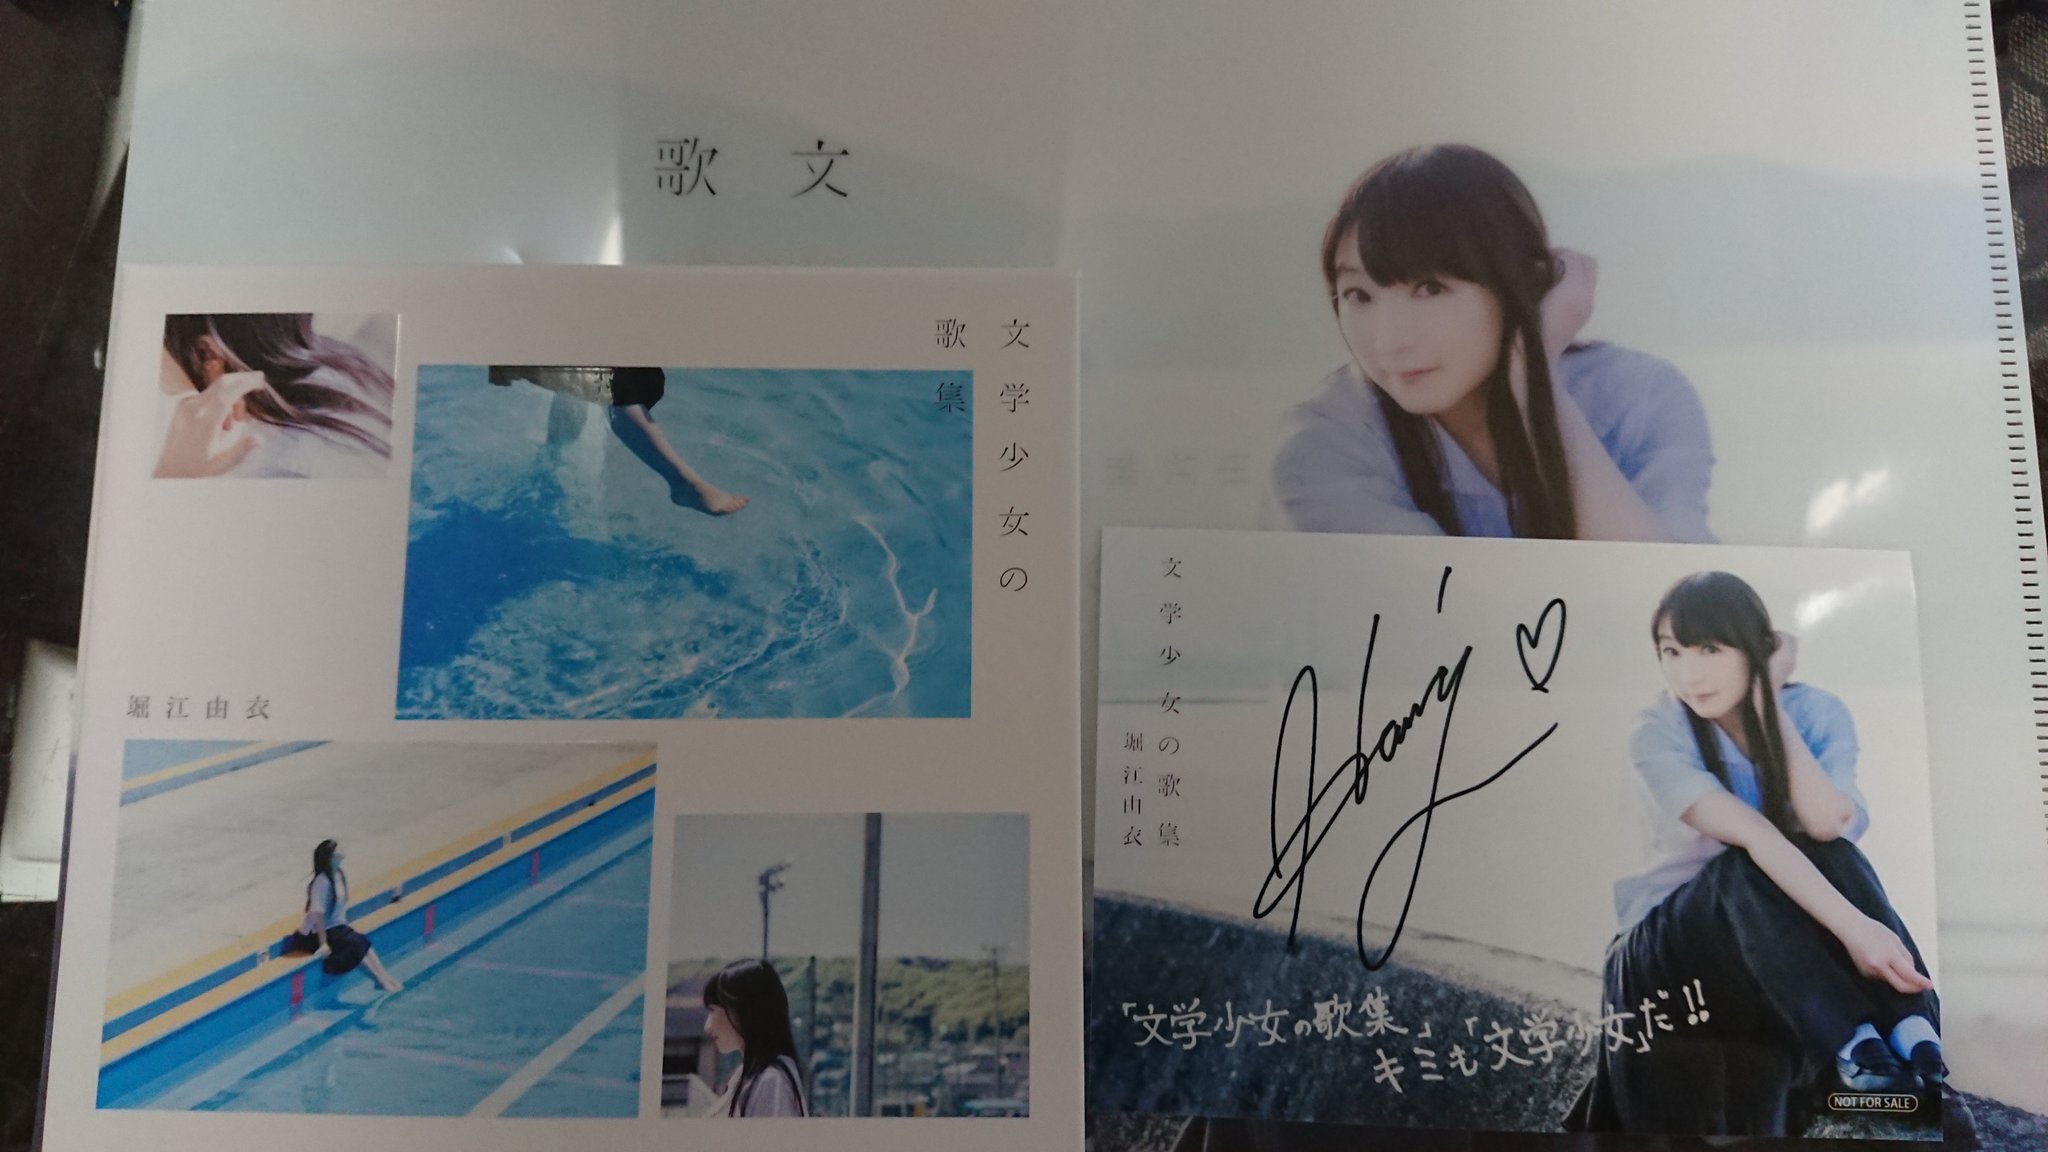 文
歌
文学少女の
歌集
堀江由衣
文学少女の歌集
堀江由衣
「文学少女の歌集」
キミも「文学少女」だ!!
NOT FOR SALE